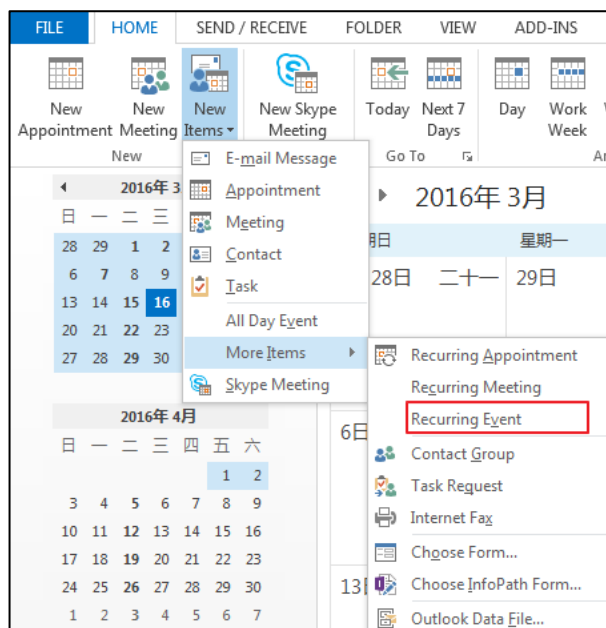 FILE HOME SEND / RECEIVE FOLDER VIEW ADD-INS
New Appointment New Meeting New Items New Skype Meeting Today Next 7 Days Day Work Week
New Go To
E-mail Message
Appointment
Meeting
Contact
Task
All Day Event
More Items
Skype Meeting
Recurring Appointment
Recurring Meeting
Recurring Event
Contact Group
Task Request
Internet Fax
Choose Form...
Choose InfoPath Form...
Outlook Data File...
2016年 3
日 一 二 三
28 29 1 2
6 7 8 9
13 14 15 16
20 21 22 23
27 28 29 30
2016年 4月
日 一 二 三 四 五 六
1 2
3 4 5 6 7 8 9
10 11 12 13 14 15 16
17 18 19 20 21 22 23
24 25 26 27 28 29 30
1 2 3 4 5 6 7
2016年 3月
期日 星期一
28日 二十一 29日
6日
13